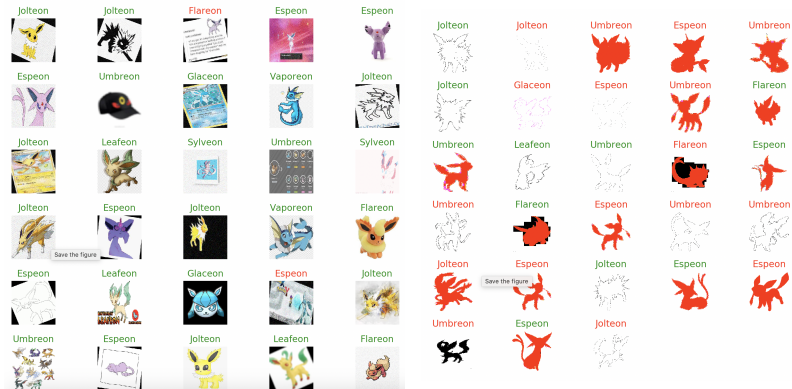 Jolteon Jolteon Flareon Espeon Espeon
Espeon Umbreon Glaceon Vaporeon Jolteon
Jolteon Leafeon Sylveon Umbreon Sylveon
Jolteon Espeon Jolteon Vaporeon Flareon
Save the figure
Espeon Leafeon Glaceon Espeon Jolteon
Umbreon Espeon Jolteon Leafeon Flareon
Jolteon Jolteon Umbreon Espeon Umbreon
Jolteon Glaceon Espeon Umbreon Flareon
Umbreon Leafeon Umbreon Flareon Espeon
Umbreon Flareon Espeon Umbreon Umbreon
Jolteon Espeon Jolteon Espeon Espeon
Save the figure
Umbreon Espeon Jolteon